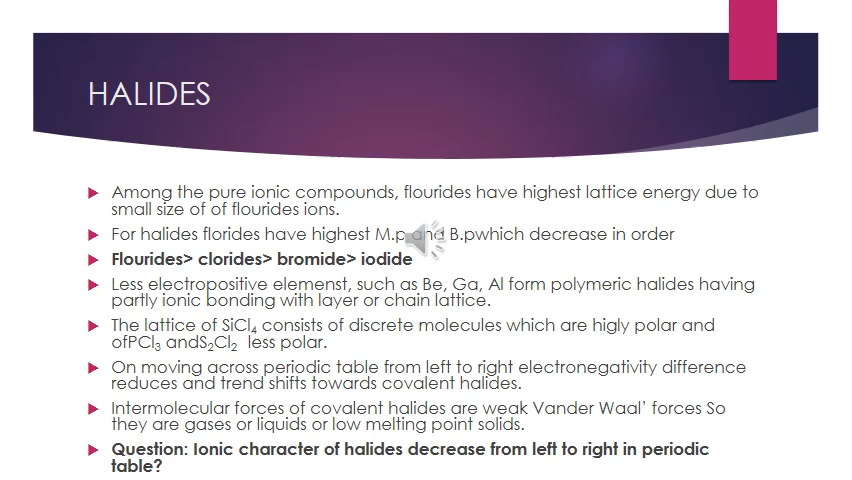 HALIDES
Among the pure ionic compounds, flourides have highest lattice energy due to
small size of of flourides ions.
For halides florides have highest M.p and B.pwhich decrease in order
Flourides> clorides> bromide> iodide
Less electropositive elemenst, such as Be, Ga, Al form polymeric halides having
partly ionic bonding with layer or chain lattice.
The lattice of SiCl₄ consists of discrete molecules which are higly polar and
ofPCl₃ andS₂Cl₂ less polar.
On moving across periodic table from left to right electronegativity difference
reduces and trend shifts towards covalent halides.
Intermolecular forces of covalent halides are weak Vander Waal’ forces So
they are gases or liquids or low melting point solids.
Question: Ionic character of halides decrease from left to right in periodic
table?